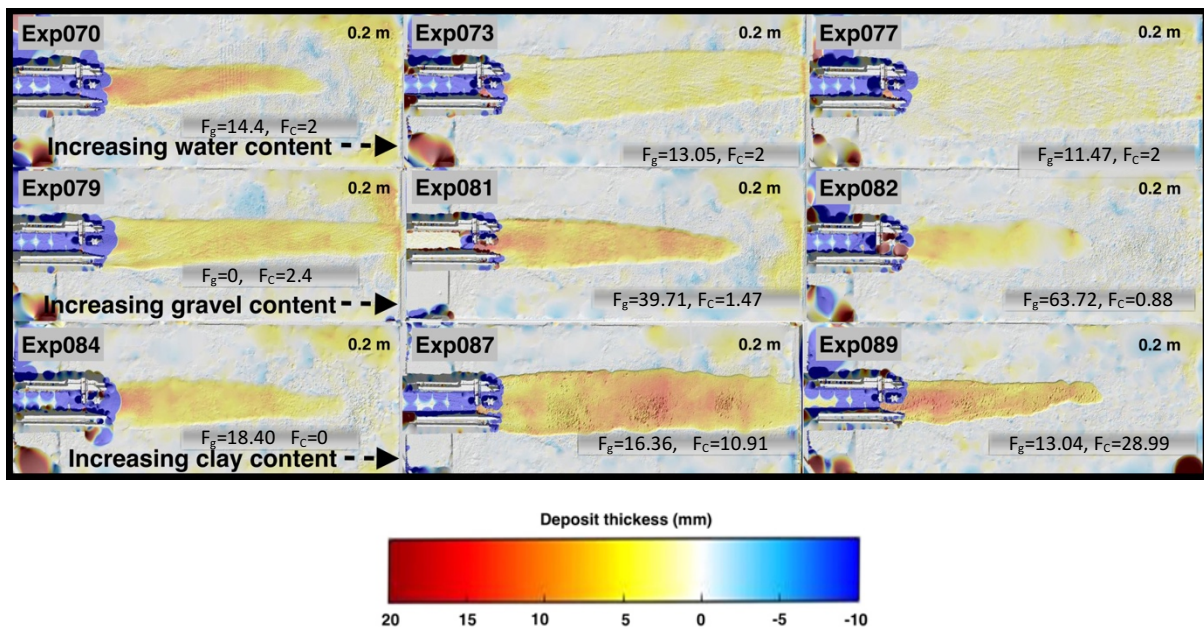 Exp070
0.2 m
Exp073
0.2 m
Exp077
0.2 m
Fg=14.4, FC=2
Increasing water content
Fg=13.05, FC=2
Fg=11.47, FC=2
Exp079
0.2 m
Exp081
0.2 m
Exp082
0.2 m
Fg=0, FC=2.4
Increasing gravel content
Fg=39.71, FC=1.47
Fg=63.72, FC=0.88
Exp084
0.2 m
Exp087
0.2 m
Exp089
0.2 m
Fg=18.40 FC=0
Increasing clay content
Fg=16.36, FC=10.91
Fg=13.04, FC=28.99
Deposit thickess (mm)
20 15 10 5 0 -5 -10